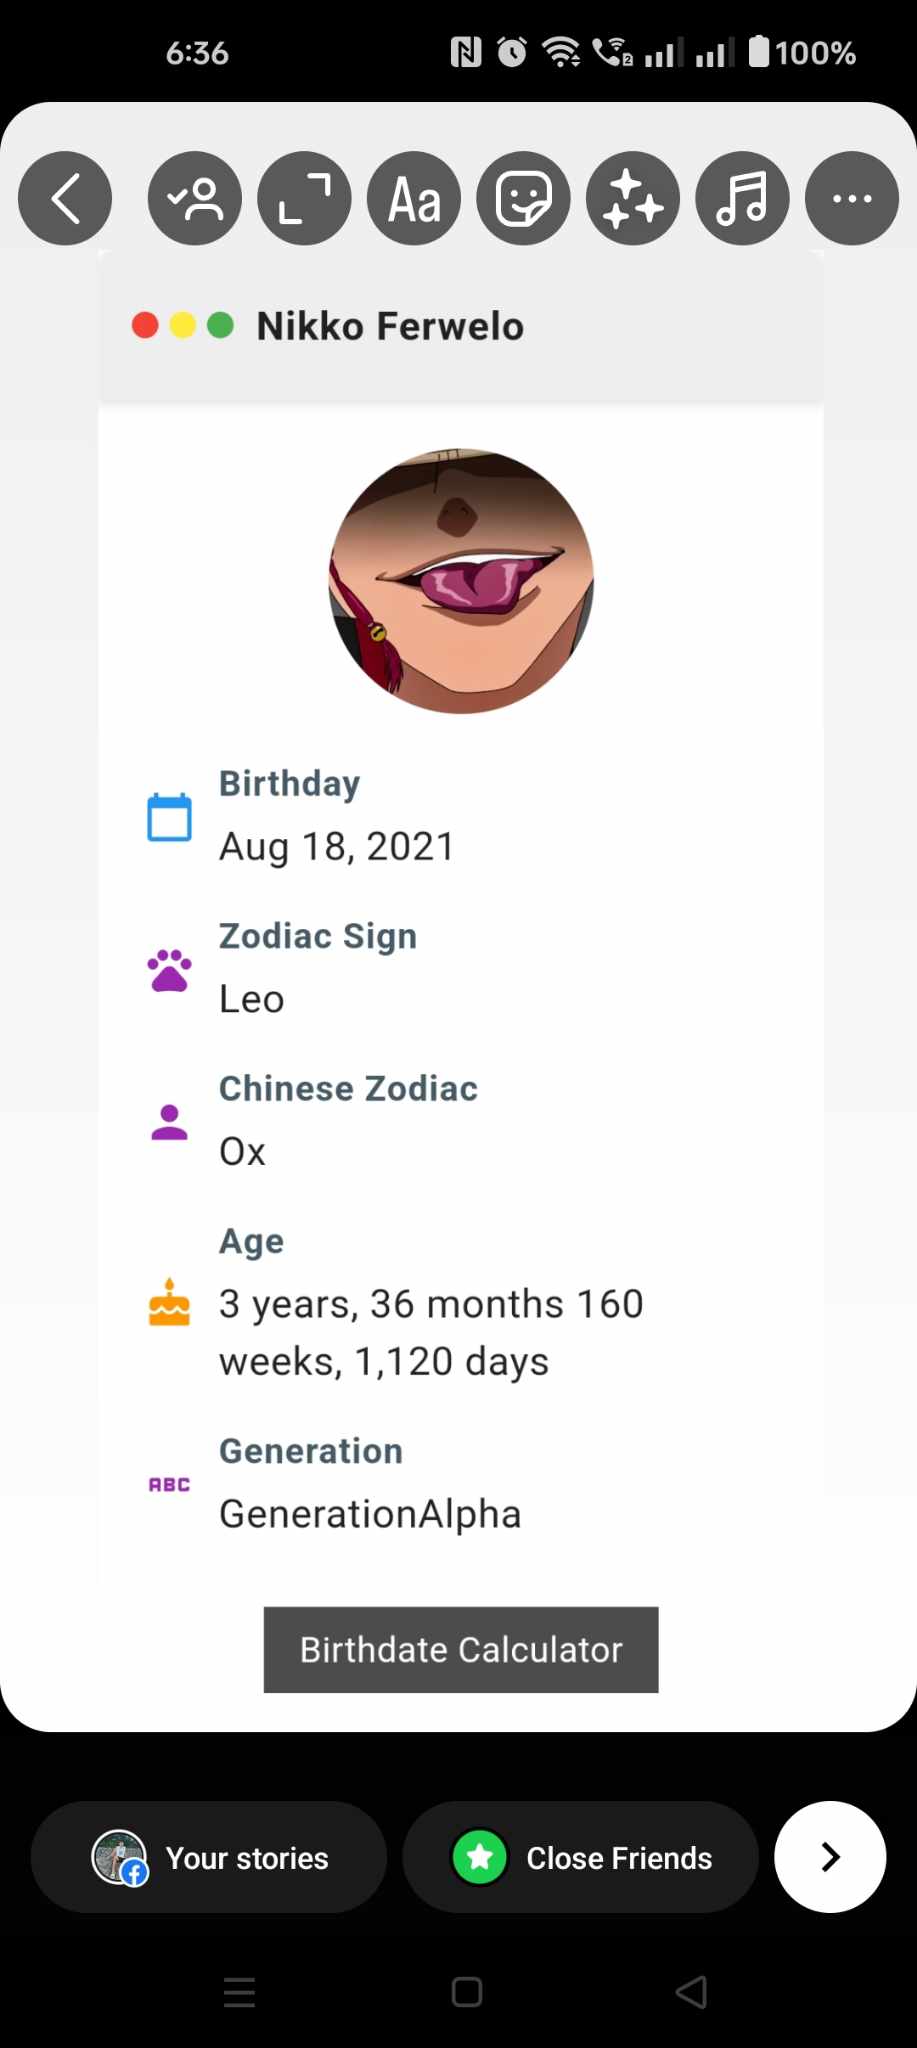 6:36
2
100%
Aa
Nikko Ferwelo
Birthday
Aug 18, 2021
Zodiac Sign
Leo
Chinese Zodiac
Ox
Age
3 years, 36 months 160
weeks, 1,120 days
Generation
ABC
GenerationAlpha
Birthdate Calculator
Your stories
Close Friends